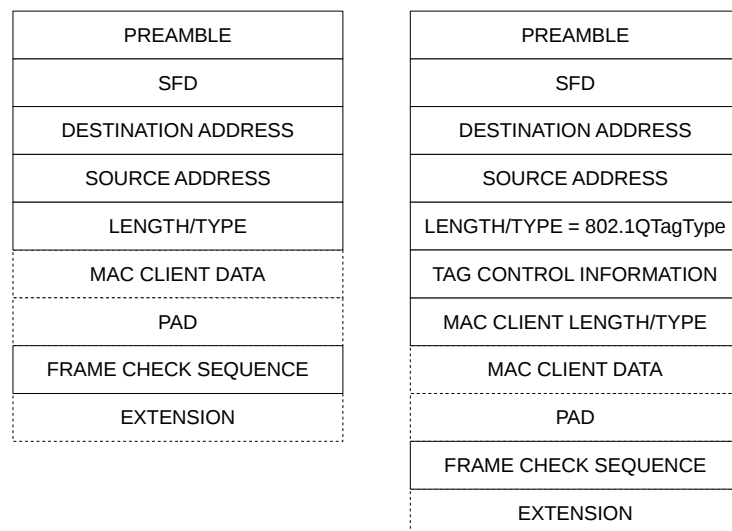 PREAMBLE
SFD
DESTINATION ADDRESS
SOURCE ADDRESS
LENGTH/TYPE
MAC CLIENT DATA
PAD
FRAME CHECK SEQUENCE
EXTENSION
PREAMBLE
SFD
DESTINATION ADDRESS
SOURCE ADDRESS
LENGTH/TYPE = 802.1QTagType
TAG CONTROL INFORMATION
MAC CLIENT LENGTH/TYPE
MAC CLIENT DATA
PAD
FRAME CHECK SEQUENCE
EXTENSION